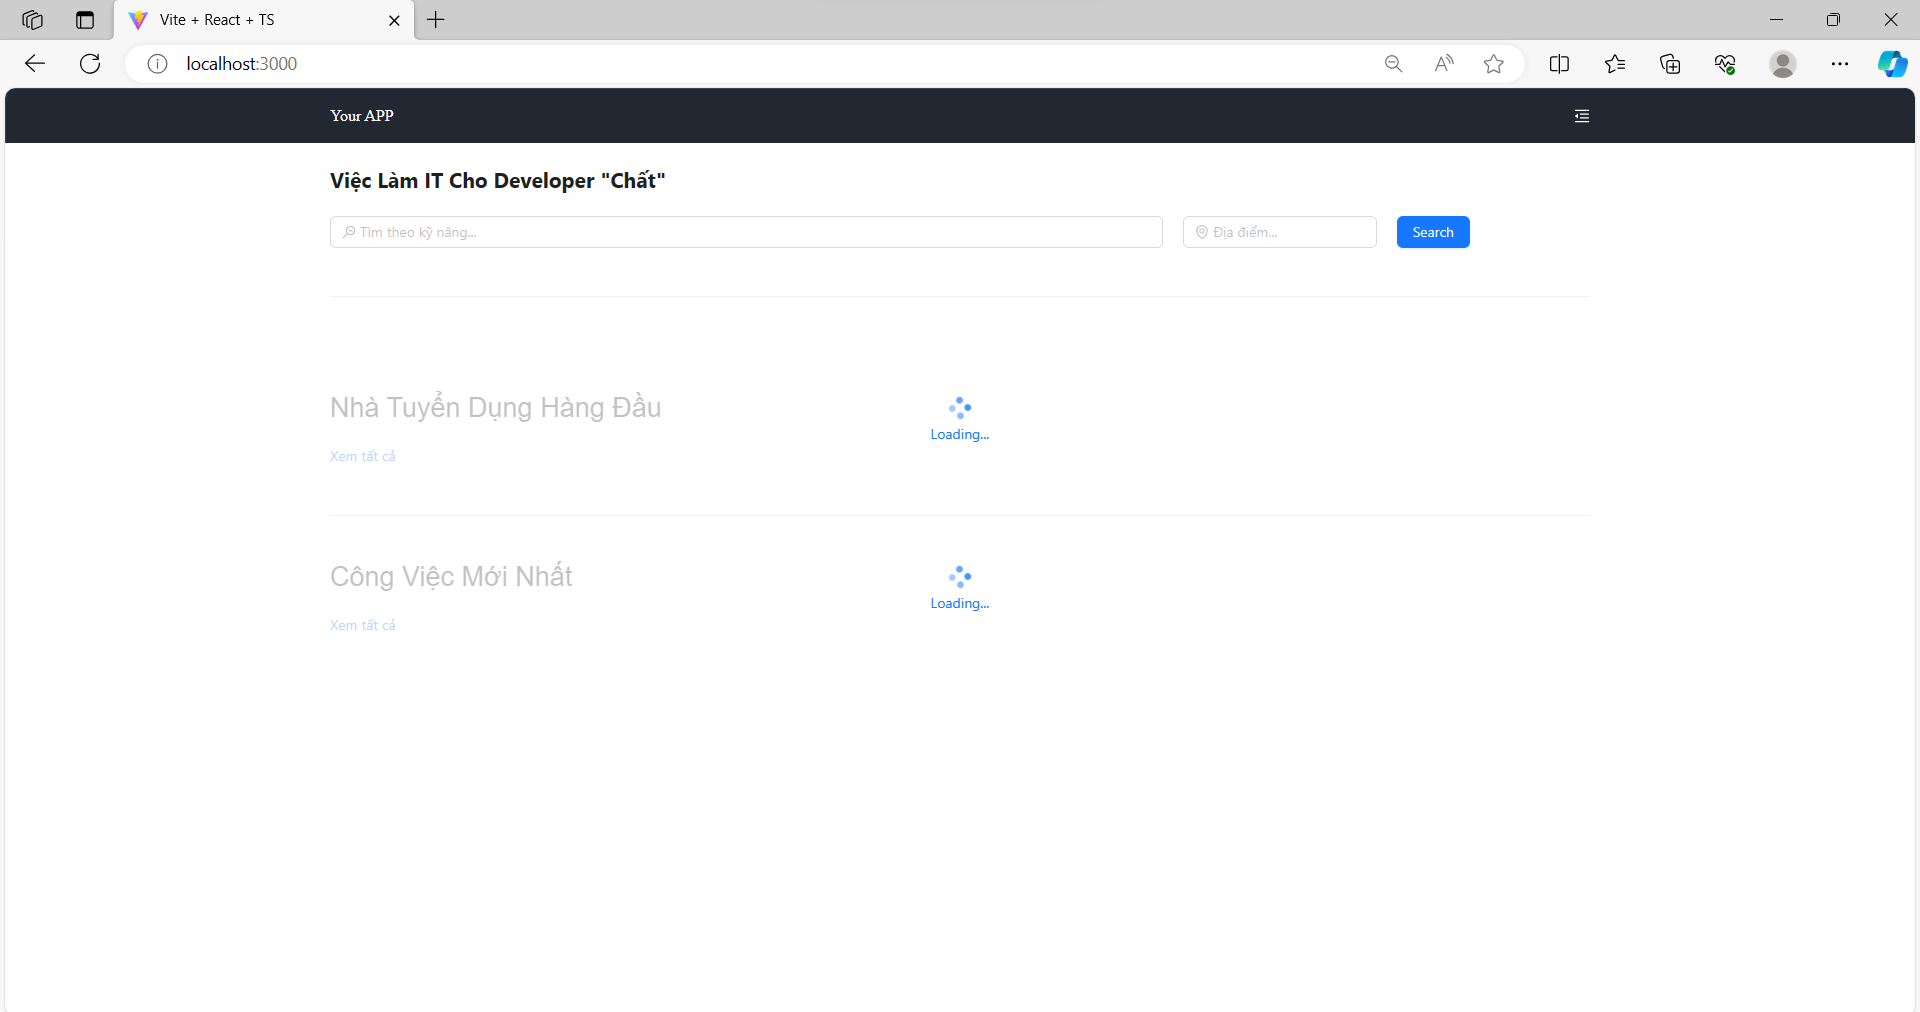 Vite + React + TS
localhost:3000
Your APP
Việc Làm IT Cho Developer "Chất"
Tìm theo kỹ năng...
Địa điểm...
Search
Nhà Tuyển Dụng Hàng Đầu
Loading...
Xem tất cả
Công Việc Mới Nhất
Loading...
Xem tất cả